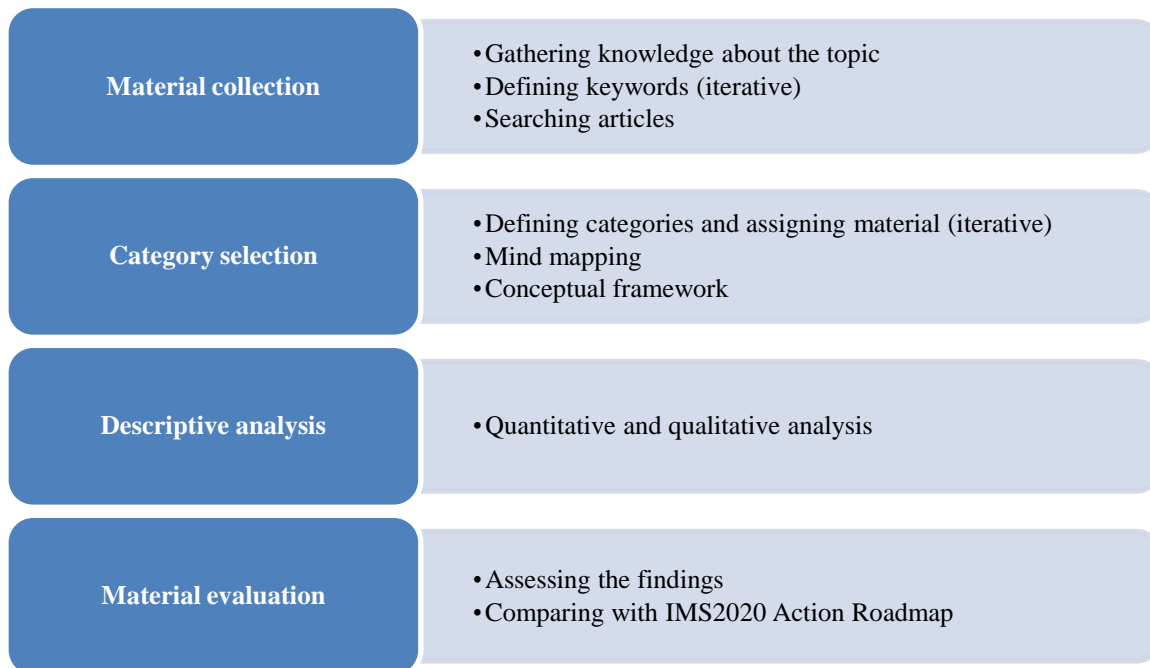 Material collection
•Gathering knowledge about the topic
•Defining keywords (iterative)
•Searching articles
Category selection
•Defining categories and assigning material (iterative)
•Mind mapping
•Conceptual framework
Descriptive analysis
•Quantitative and qualitative analysis
Material evaluation
•Assessing the findings
•Comparing with IMS2020 Action Roadmap